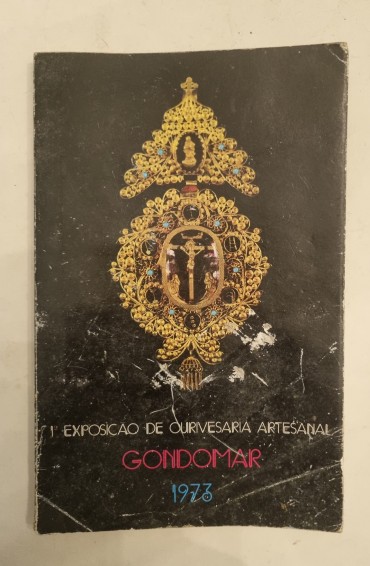 1ª EXPOSIÇÃO DE OURIVESARIA ARTESANAL
GONDOMAR
1973